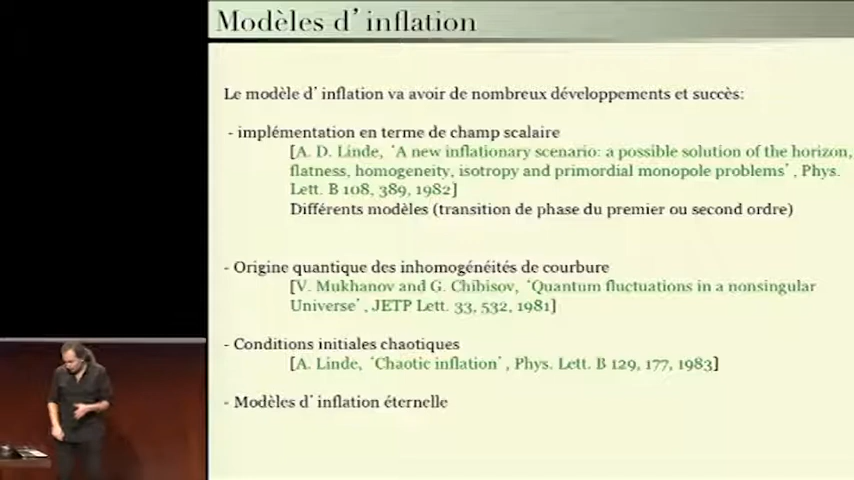 Modèles d'inflation
Le modèle d'inflation va avoir de nombreux développements et succès:
- implémentation en terme de champ scalaire
[A. D. Linde, 'A new inflationary scenario: a possible solution of the horizon,
flatness, homogeneity, isotropy and primordial monopole problems', Phys.
Lett. B 108, 389, 1982]
Différents modèles (transition de phase du premier ou second ordre)
- Origine quantique des inhomogénéités de courbure
[V. Mukhanov and G. Chibisov, 'Quantum fluctuations in a nonsingular
Universe', JETP Lett. 33, 532, 1981]
- Conditions initiales chaotiques
[A. Linde, 'Chaotic inflation', Phys. Lett. B 129, 177, 1983]
- Modèles d'inflation éternelle